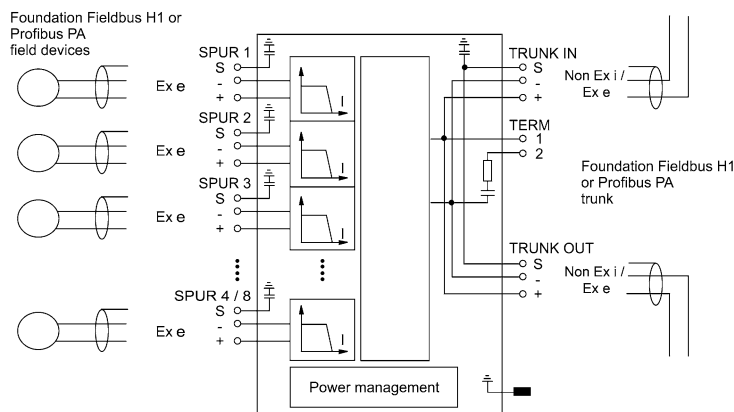 Foundation Fieldbus H1 or
Profibus PA
field devices
SPUR 1
S
-
+
Ex e
I
SPUR 2
S
-
+
Ex e
I
SPUR 3
S
-
+
Ex e
I
SPUR 4 / 8
S
-
+
Ex e
I
Power management
TRUNK IN
S
-
+
Non Ex i /
Ex e
TERM
1
2
Foundation Fieldbus H1
or Profibus PA
trunk
TRUNK OUT
S
-
+
Non Ex i /
Ex e